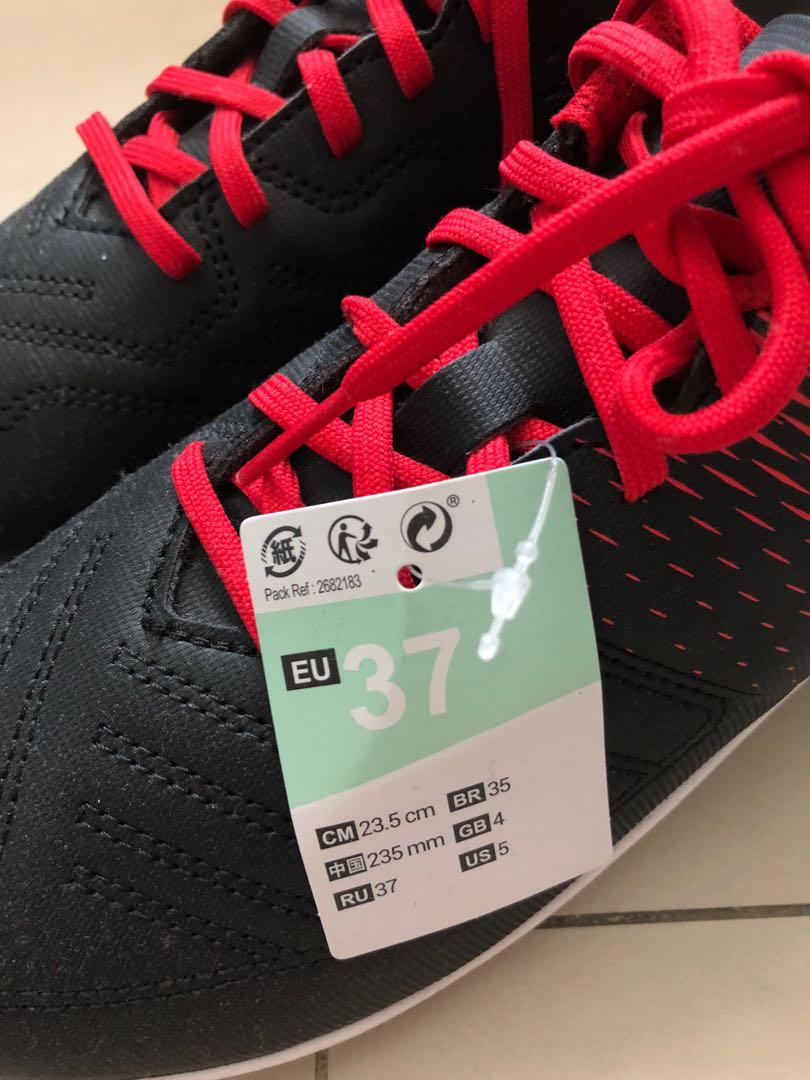 紙
®
Pack Ref : 2682183
EU 37
CM 23.5 cm BR 35
中国 235 mm GB 4
RU 37 US 5